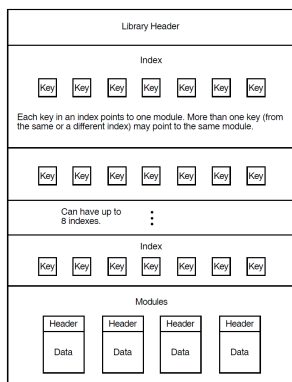 Library Header
Index
Key Key Key Key Key Key Key
Each key in an index points to one module. More than one key (from
the same or a different index) may point to the same module.
Key Key Key Key Key Key Key
Can have up to
8 indexes.
Index
Key Key Key Key Key Key Key
Modules
Header Header Header Header
Data Data Data Data